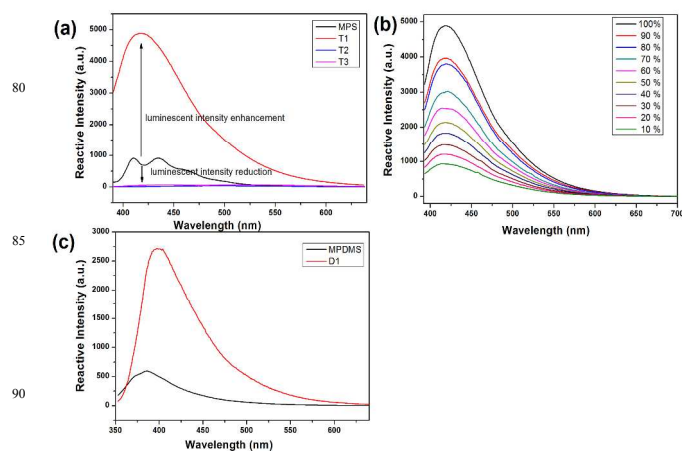 80
85
90
(a)
Reactive Intensity (a.u.)
5000
4000
3000
2000
1000
0
400 450 500 550 600
Wavelength (nm)
MPS
T1
T2
T3
luminescent intensity enhancement
luminescent intensity reduction
(b)
Reactive Intensity (a.u.)
5000
4000
3000
2000
1000
0
400 450 500 550 600 650 700
Wavelength (nm)
100%
90 %
80 %
70 %
60 %
50 %
40 %
30 %
20 %
10 %
(c)
Reactive Intensity (a.u.)
3000
2500
2000
1500
1000
500
0
350 400 450 500 550 600
Wavelength (nm)
MPDMS
D1